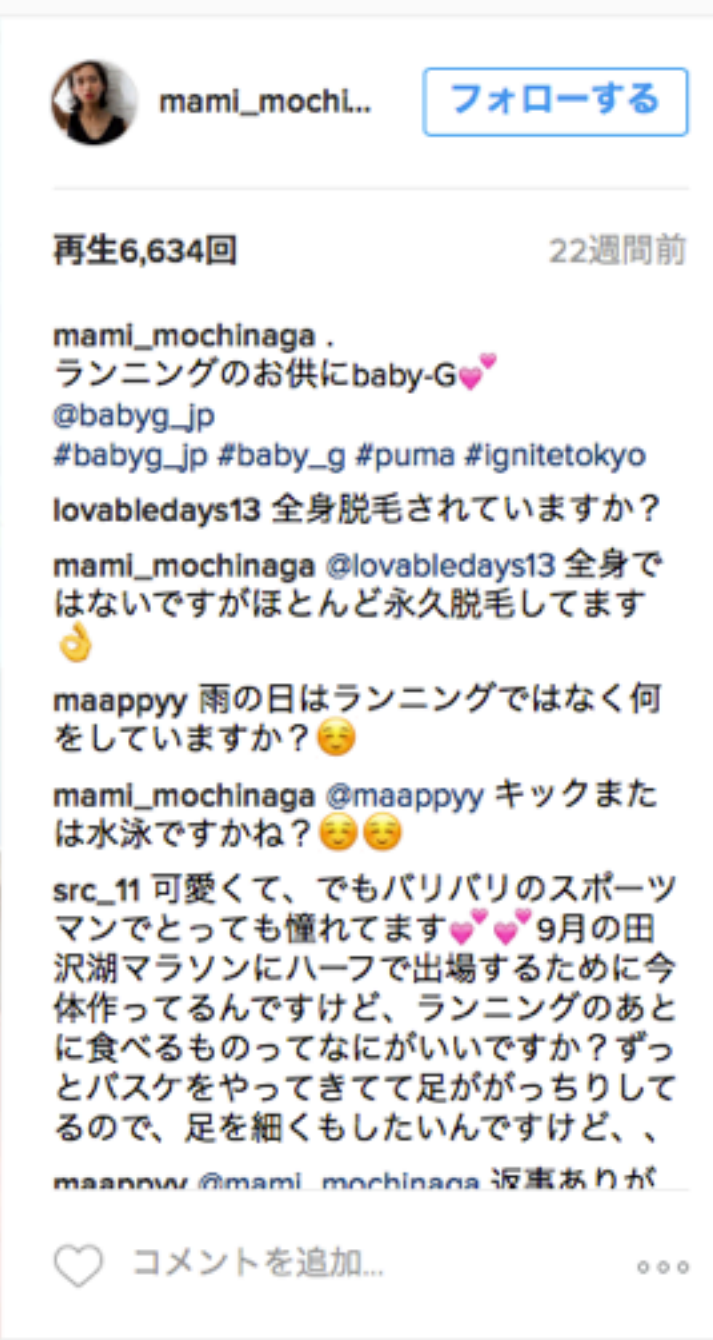 mami_mochi...
フォローする
再生6,634回
22週間前
mami_mochinaga .
ランニングのお供にbaby-G💕
@babyg_jp
#babyg_jp #baby_g #puma #ignitetokyo
lovabledays13 全身脱毛されていますか？
mami_mochinaga @lovabledays13 全身で
はないですがほとんど永久脱毛してます
👌
maappyy 雨の日はランニングではなく何
をしていますか？☺️
mami_mochinaga @maappyy キックまた
は水泳ですかね？☺️☺️
src_11 可愛くて、でもバリバリのスポーツ
マンでとっても憧れてます💕💕9月の田
沢湖マラソンにハーフで出場するために今
体作ってるんですけど、ランニングのあと
に食べるものってなにがいいですか？ずっ
とバスケをやってきてて足ががっちりして
るので、足を細くもしたいんですけど、、
maappyy @mami_mochinaga 返事ありが
コメントを追加...